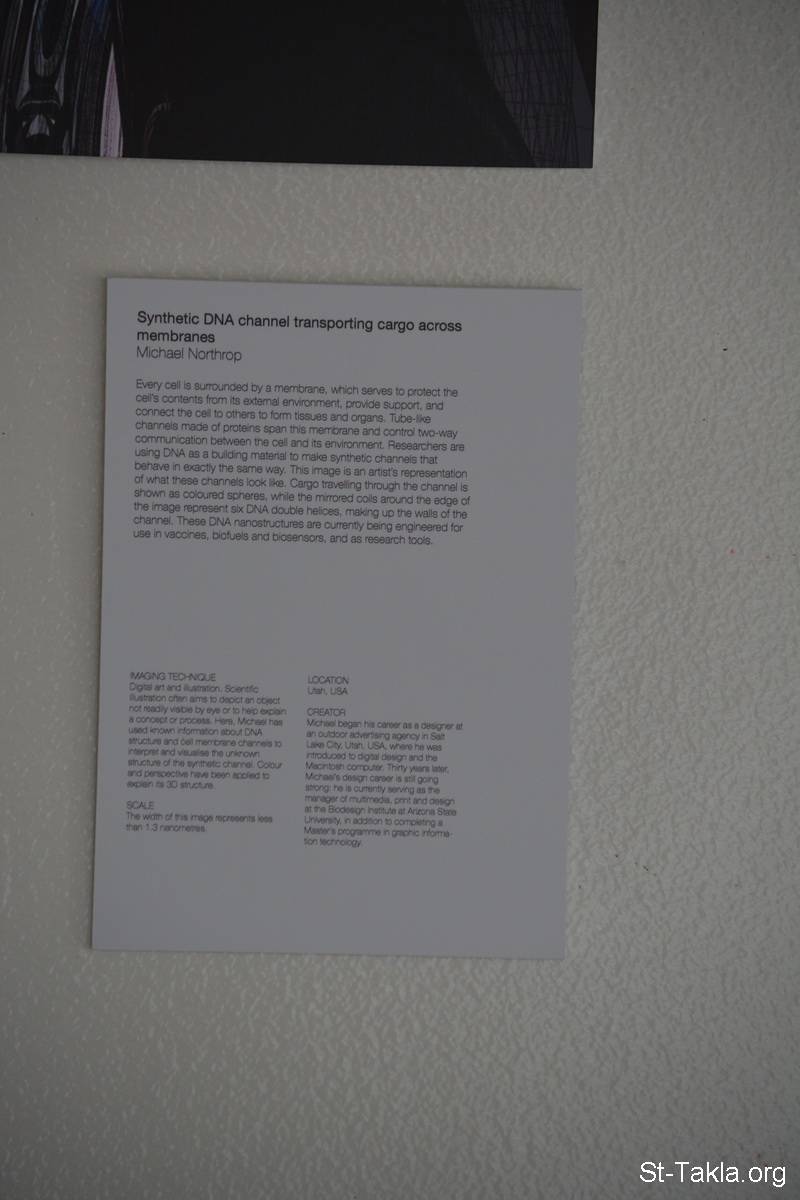 Synthetic DNA channel transporting cargo across
membranes
Michael Northrop
Every cell is surrounded by a membrane, which serves to protect the
cell's contents from its external environment, provide support, and
connect the cell to others to form tissues and organs. Tube-like
channels made of proteins span this membrane and control two-way
communication between the cell and its environment. Researchers are
using DNA as a building material to make synthetic channels that
behave in exactly the same way. This image is an artist's representation
of what these channels look like. Cargo travelling through the channel is
shown as coloured spheres, while the mirrored coils around the edge of
the image represent six DNA double helices, making up the walls of the
channel. These DNA nanostructures are currently being engineered for
use in vaccines, biofuels and biosensors, and as research tools.
IMAGING TECHNIQUE
Digital art and illustration. Scientific
illustration often aims to depict an object
not readily visible by eye or to help explain
a concept or process. Here, Michael has
used known information about DNA
structure and cell membrane channels to
interpret and visualise the unknown
structure of the synthetic channel. Colour
and perspective have been applied to
explain its 3D structure.
SCALE
The width of this image represents less
than 1.3 nanometres.
LOCATION
Utah, USA
CREATOR
Michael began his career as a designer at
an outdoor advertising agency in Salt
Lake City, Utah, USA, where he was
introduced to digital design and the
Macintosh computer. Thirty years later,
Michael's design career is still going
strong: he is currently serving as the
manager of multimedia, print and design
at the Biodesign Institute at Arizona State
University, in addition to completing a
Master's programme in graphic informa-
tion technology.
St-Takla.org